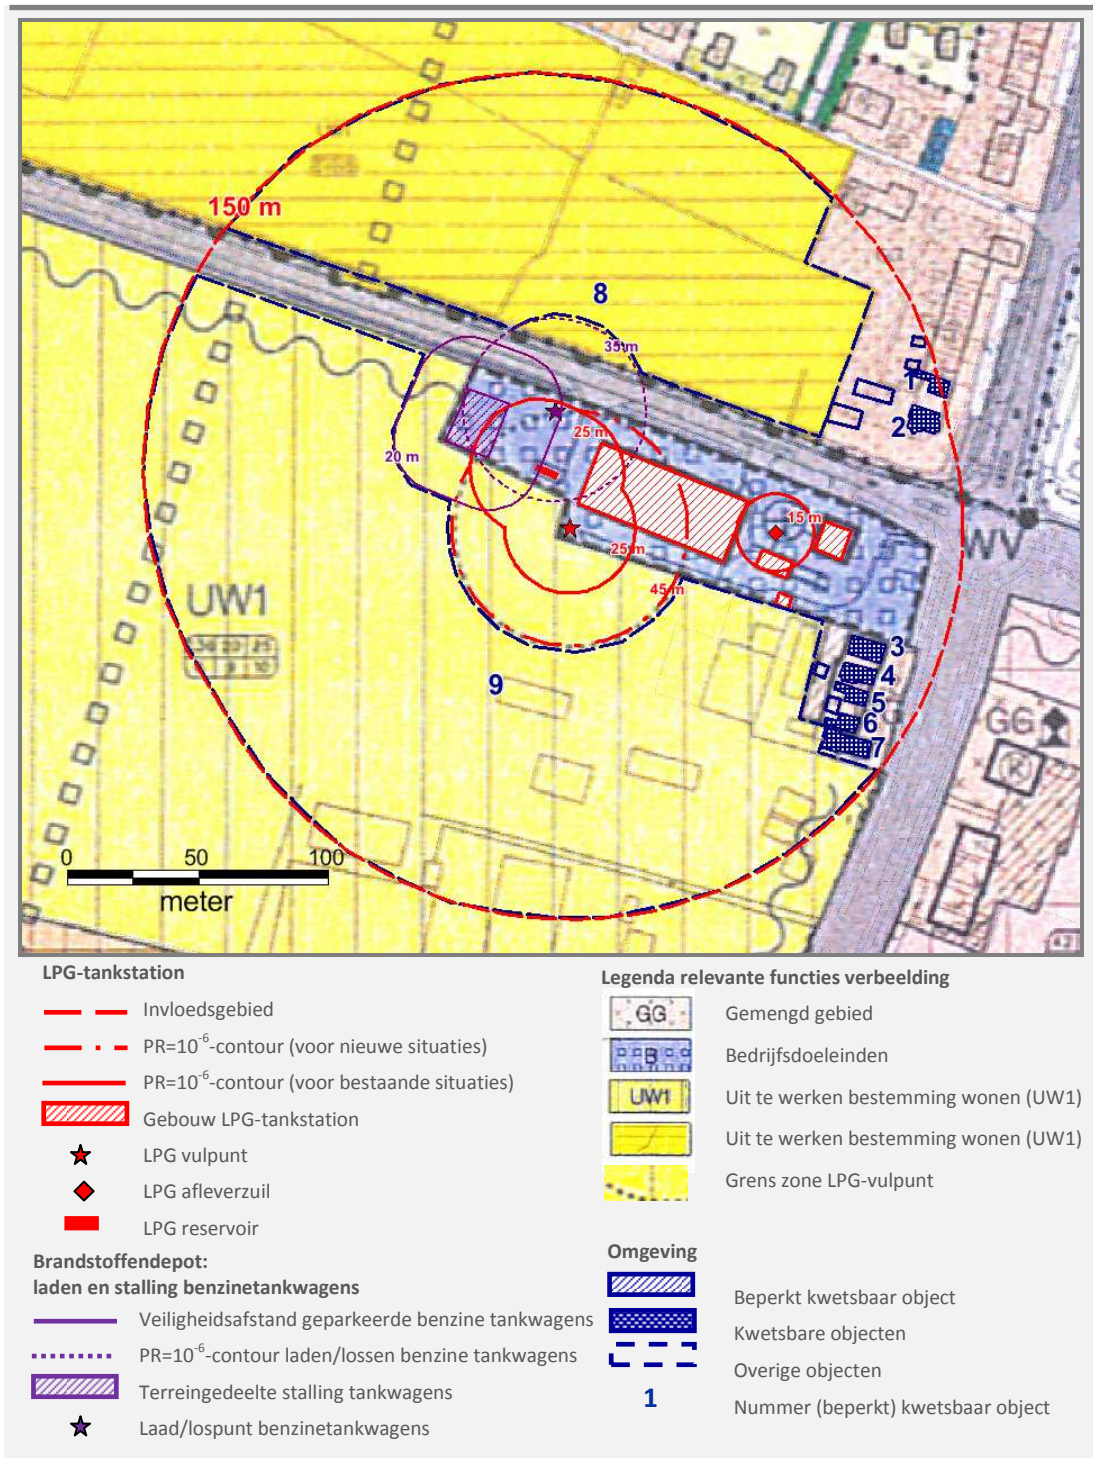 150 m
8
35 m
1
2
25 m
20 m
15 m
25 m
45 m
WV
UW1
3
4
5
6
7
9
GG
K
0 50 100
meter
LPG-tankstation
Invloedsgebied
PR=10⁻⁶-contour (voor nieuwe situaties)
PR=10⁻⁶-contour (voor bestaande situaties)
Gebouw LPG-tankstation
LPG vulpunt
LPG afleverzuil
LPG reservoir
Brandstoffendepot:
laden en stalling benzinetankwagens
Veiligheidsafstand geparkeerde benzine tankwagens
PR=10⁻⁶-contour laden/lossen benzine tankwagens
Terreingedeelte stalling tankwagens
Laad/lospunt benzinetankwagens
Legenda relevante functies verbeelding
GG Gemengd gebied
B Bedrijfsdoeleinden
UW1 Uit te werken bestemming wonen (UW1)
Uit te werken bestemming wonen (UW1)
Grens zone LPG-vulpunt
Omgeving
Beperkt kwetsbaar object
Kwetsbare objecten
Overige objecten
1 Nummer (beperkt) kwetsbaar object